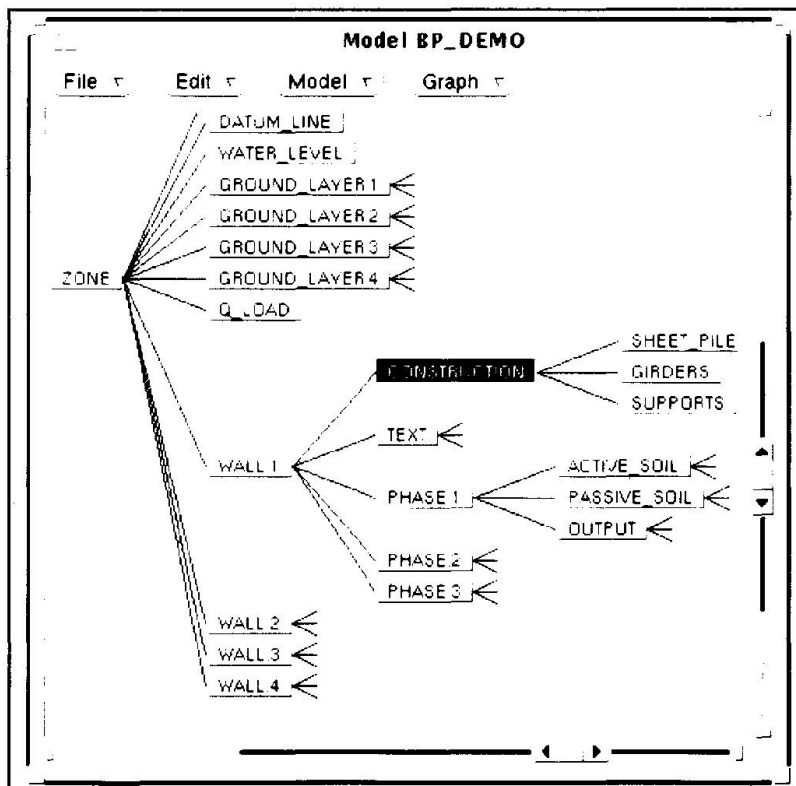 Model BP_DEMO
File Edit Model Graph
DATUM_LINE
WATER_LEVEL
GROUND_LAYER 1
GROUND_LAYER 2
GROUND_LAYER 3
ZONE GROUND_LAYER 4
Q_LOAD
SHEET_PILE
CONSTRUCTION GIRDERS
SUPPORTS
TEXT
WALL 1 ACTIVE_SOIL
PHASE 1 PASSIVE_SOIL
OUTPUT
PHASE 2
PHASE 3
WALL 2
WALL 3
WALL 4